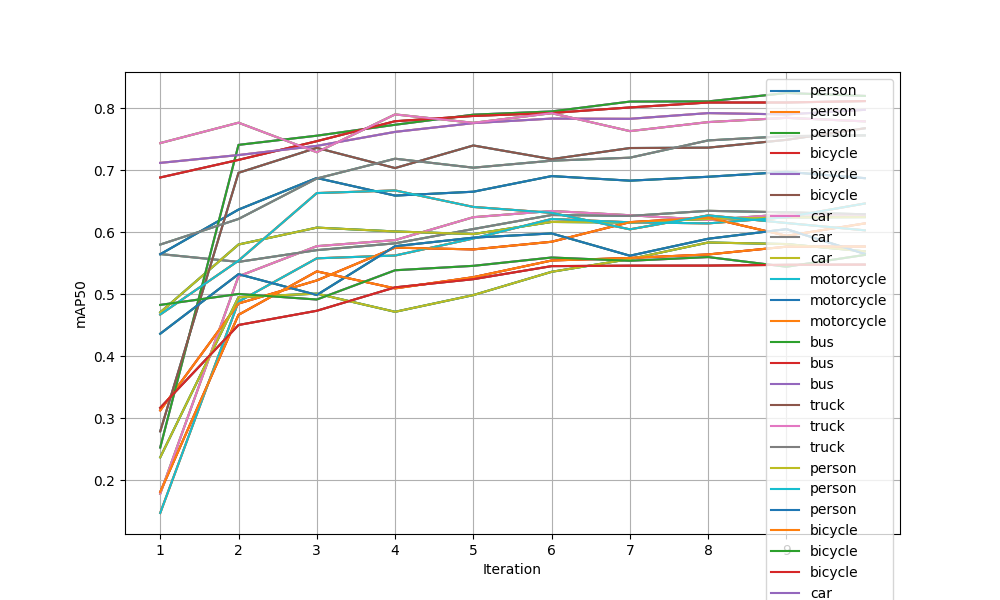 0.8
0.7
0.6
0.5
0.4
0.3
0.2
mAP50
1 2 3 4 5 6 7 8 9
Iteration
person
person
person
bicycle
bicycle
bicycle
car
car
car
motorcycle
motorcycle
motorcycle
bus
bus
bus
truck
truck
truck
person
person
person
bicycle
bicycle
bicycle
car